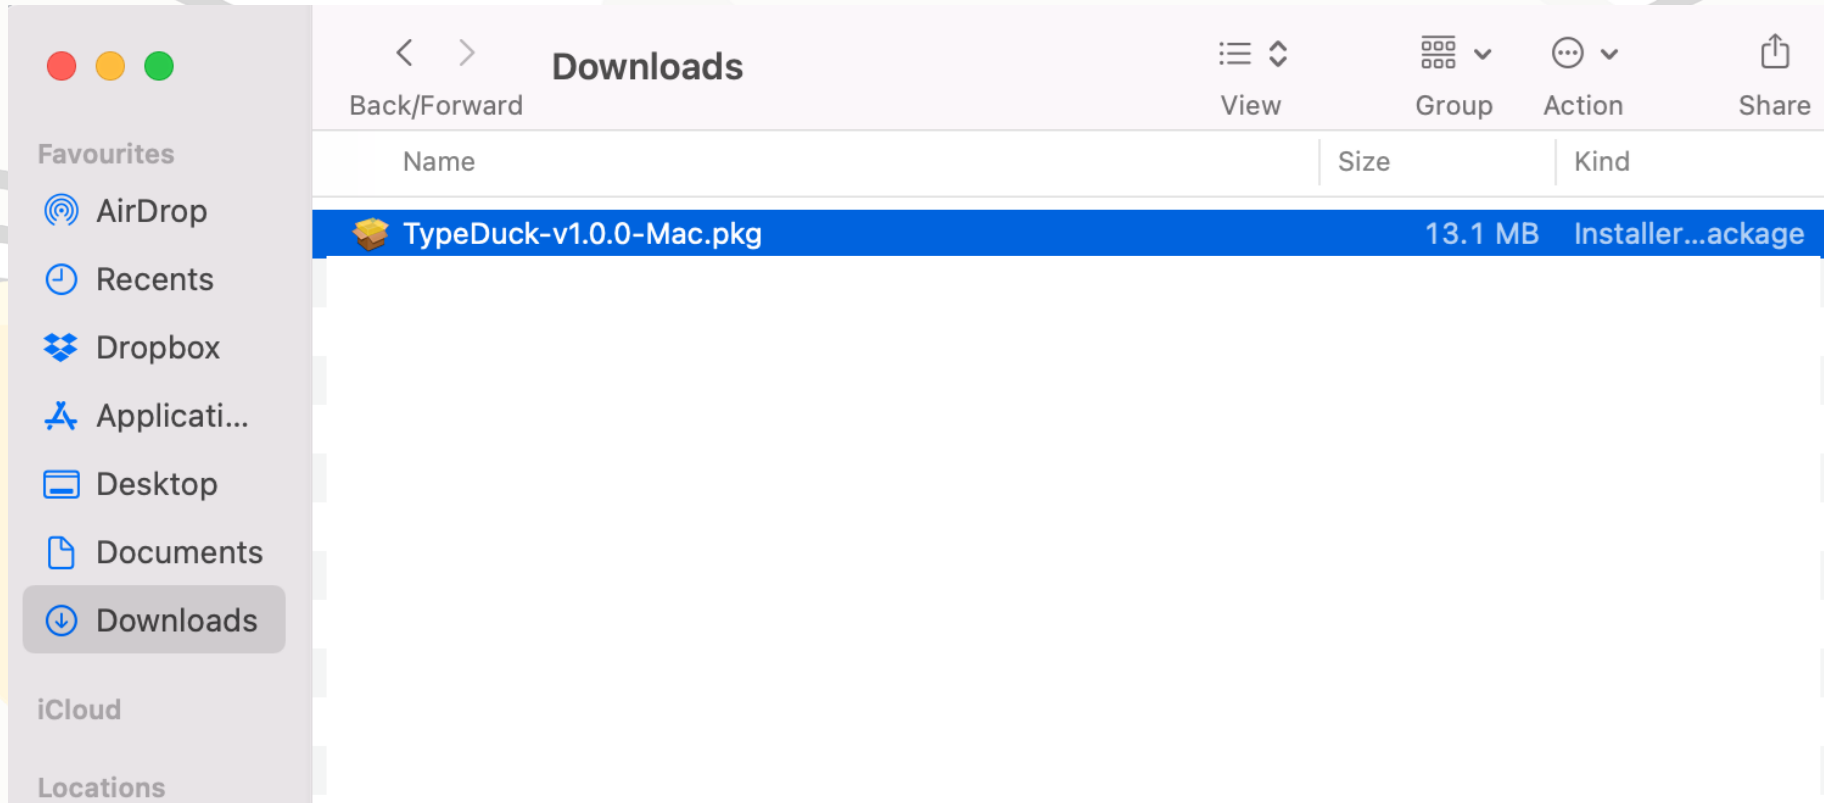 Downloads
Back/Forward
View
Group
Action
Share
Favourites
AirDrop
Recents
Dropbox
Applicati...
Desktop
Documents
Downloads
iCloud
Locations
Name
Size
Kind
TypeDuck-v1.0.0-Mac.pkg
13.1 MB
Installer...ackage